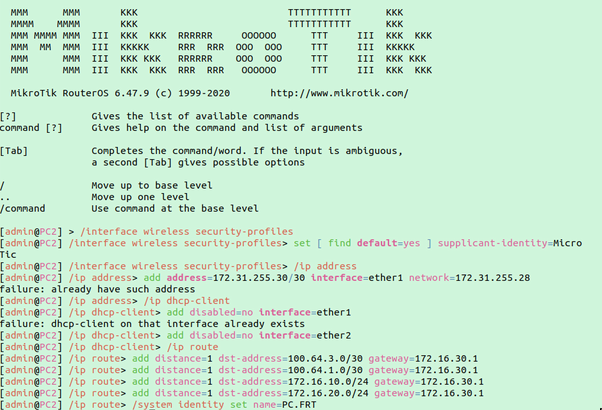 MMM      MMM       KKK                          TTTTTTTTTTT      KKK
MMMM    MMMM       KKK                          TTTTTTTTTTT      KKK
MMM MMMM MMM  III  KKK  KKK  RRRRRR     OOOOOO      TTT     III  KKK  KKK
MMM  MM  MMM  III  KKKKK     RRR  RRR  OOO  OOO     TTT     III  KKKKK
MMM      MMM  III  KKK KKK   RRRRRR    OOO  OOO     TTT     III  KKK KKK
MMM      MMM  III  KKK  KKK  RRR  RRR   OOOOOO      TTT     III  KKK  KKK
MikroTik RouterOS 6.47.9 (c) 1999-2020       http://www.mikrotik.com/
[?]             Gives the list of available commands
command [?]     Gives help on the command and list of arguments
[Tab]           Completes the command/word. If the input is ambiguous,
a second [Tab] gives possible options
/               Move up to base level
..              Move up one level
/command        Use command at the base level
[admin@PC2] > /interface wireless security-profiles
[admin@PC2] /interface wireless security-profiles> set [ find default=yes ] supplicant-identity=Micro
Tic
[admin@PC2] /interface wireless security-profiles> /ip address
[admin@PC2] /ip address> add address=172.31.255.30/30 interface=ether1 network=172.31.255.28
failure: already have such address
[admin@PC2] /ip address> /ip dhcp-client
[admin@PC2] /ip dhcp-client> add disabled=no interface=ether1
failure: dhcp-client on that interface already exists
[admin@PC2] /ip dhcp-client> add disabled=no interface=ether2
[admin@PC2] /ip dhcp-client> /ip route
[admin@PC2] /ip route> add distance=1 dst-address=100.64.3.0/30 gateway=172.16.30.1
[admin@PC2] /ip route> add distance=1 dst-address=100.64.1.0/30 gateway=172.16.30.1
[admin@PC2] /ip route> add distance=1 dst-address=172.16.10.0/24 gateway=172.16.30.1
[admin@PC2] /ip route> add distance=1 dst-address=172.16.20.0/24 gateway=172.16.30.1
[admin@PC2] /ip route> /system identity set name=PC.FRT